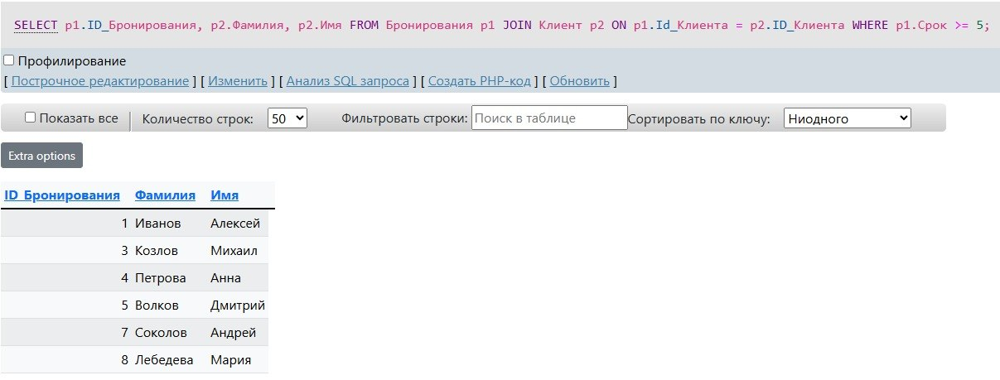 SELECT p1.ID_Бронирования, p2.Фамилия, p2.Имя FROM Бронирования p1 JOIN Клиент p2 ON p1.Id_Клиента = p2.ID_Клиента WHERE p1.Срок >= 5;
Профилирование
[ Построчное редактирование ] [ Изменить ] [ Анализ SQL запроса ] [ Создать PHP-код ] [ Обновить ]
Показать все Количество строк: 50 Фильтровать строки: Поиск в таблице Сортировать по ключу: Ниодного
Extra options
ID_Бронирования Фамилия Имя
1 Иванов Алексей
3 Козлов Михаил
4 Петрова Анна
5 Волков Дмитрий
7 Соколов Андрей
8 Лебедева Мария